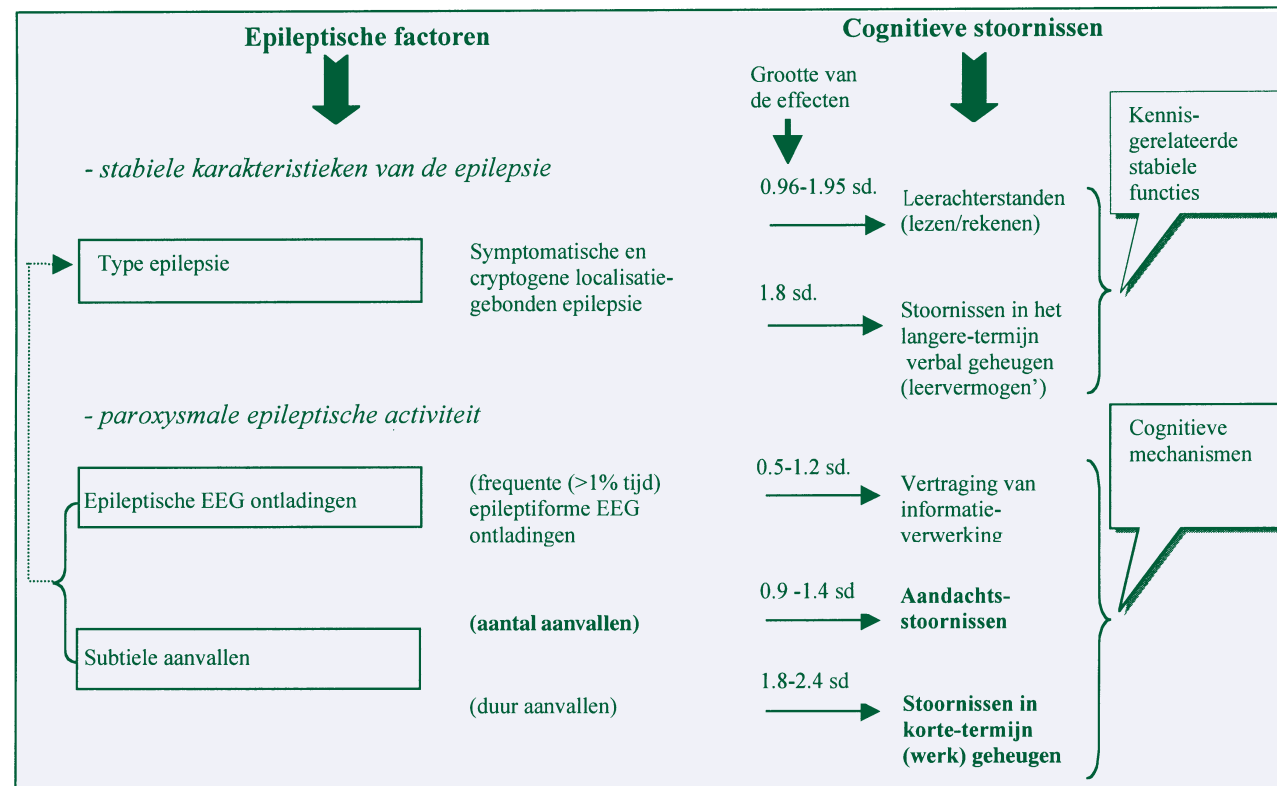 Epileptische factoren
Cognitieve stoornissen
Grootte van
de effecten
Kennis-
gerelateerde
stabiele
functies
- stabiele karakteristieken van de epilepsie
0.96-1.95 sd.
Leerachterstanden
(lezen/rekenen)
Type epilepsie
Symptomatische en
cryptogene localisatie-
gebonden epilepsie
1.8 sd.
Stoornissen in het
langere-termijn
verbal geheugen
(leervermogen’)
- paroxysmale epileptische activiteit
Cognitieve
mechanismen
Epileptische EEG ontladingen
(frequente (>1% tijd)
epileptiforme EEG
ontladingen
0.5-1.2 sd.
Vertraging van
informatie-
verwerking
Subtiele aanvallen
(aantal aanvallen)
0.9 -1.4 sd
Aandachts-
stoornissen
(duur aanvallen)
1.8-2.4 sd
Stoornissen in
korte-termijn
(werk) geheugen